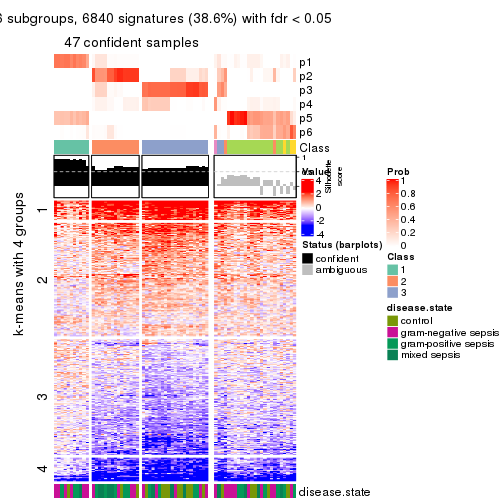 6 subgroups, 6840 signatures (38.6%) with fdr < 0.05
47 confident samples
p1
p2
p3
p4
p5
p6
Class
1
Silhouette
score
Value
4
2
0
-2
-4
Status (barplots)
confident
ambiguous
Prob
1
0.8
0.6
0.4
0.2
0
Class
1
2
3
disease.state
control
gram-negative sepsis
gram-positive sepsis
mixed sepsis
k-means with 4 groups
1
2
3
4
disease.state